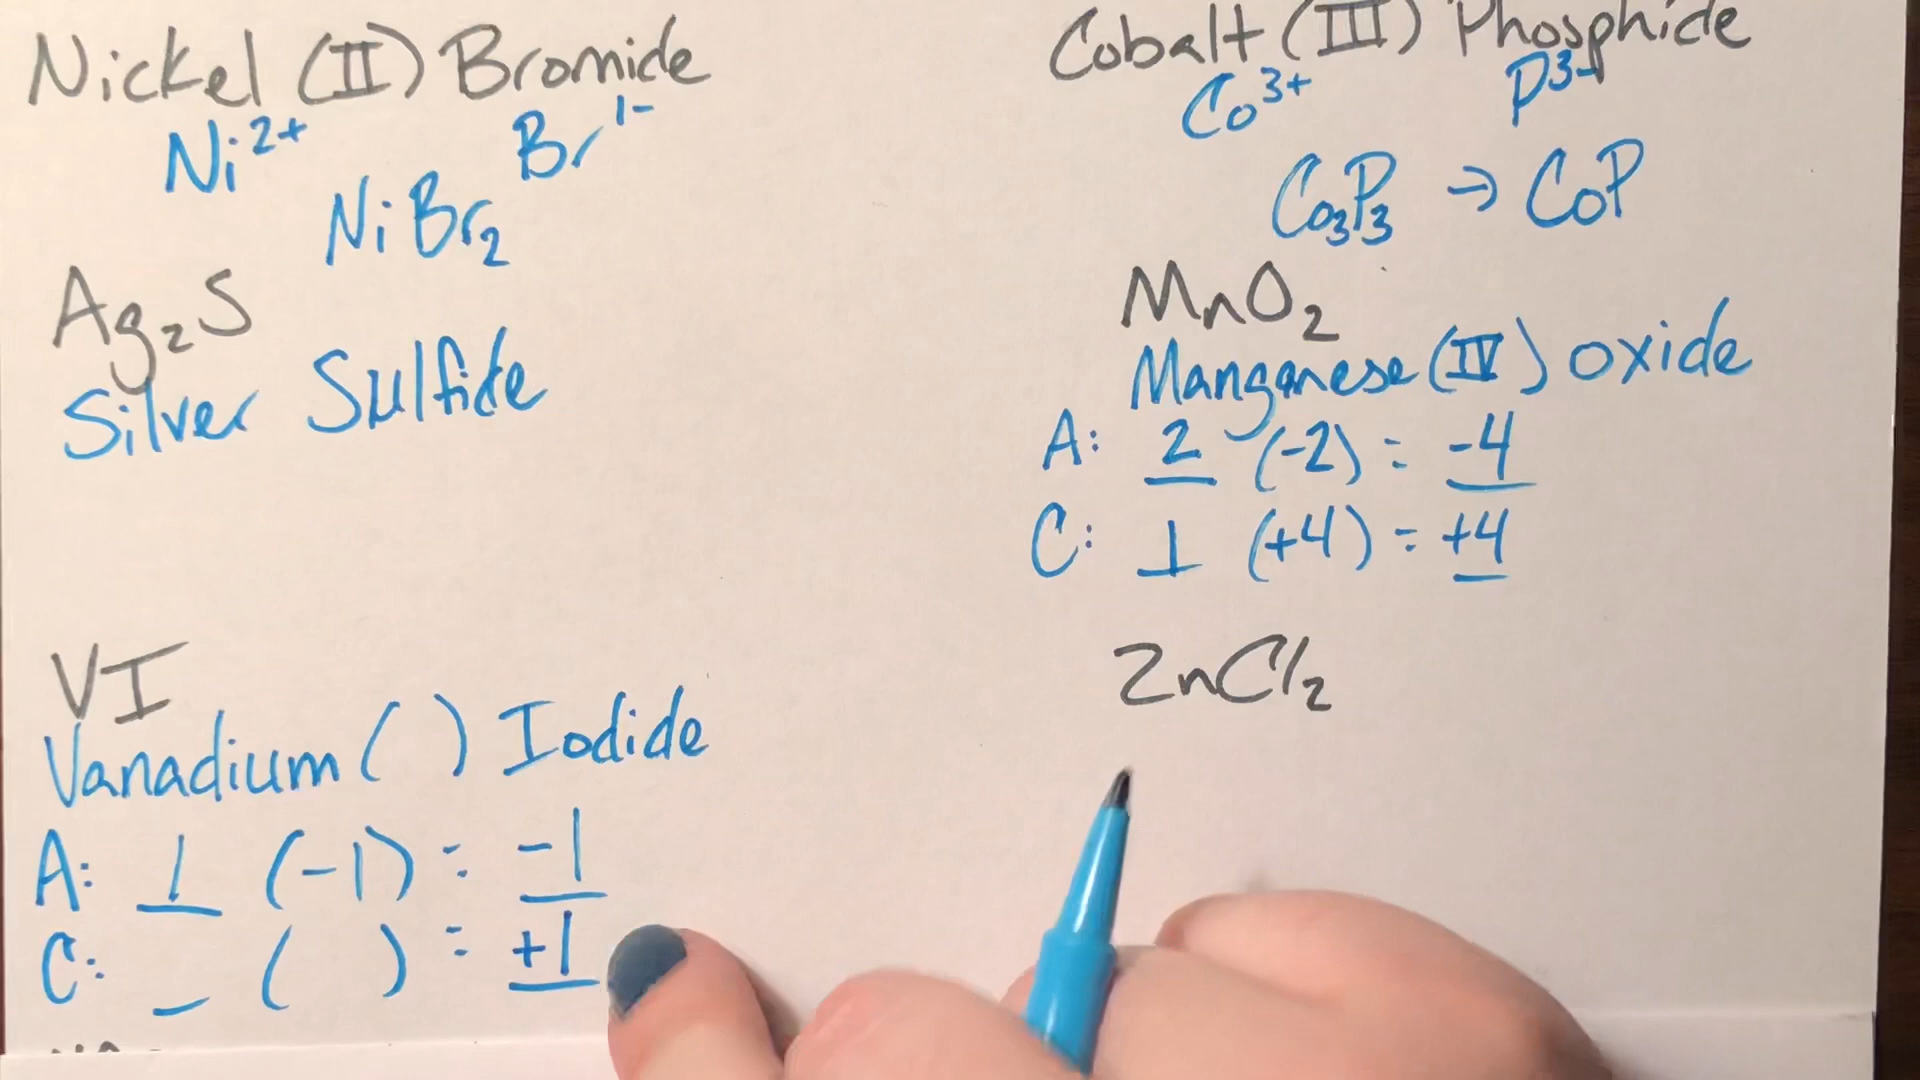 Nickel (II) Bromide
Ni²⁺ Br¹⁻
NiBr₂
Cobalt (III) Phosphide
Co³⁺ P³⁻
Co₃P₃ → CoP
Ag₂S
Silver Sulfide
MnO₂
Manganese (IV) Oxide
A: 2 (-2) = -4
C: 1 (+4) = +4
VI
Vanadium ( ) Iodide
A: 1 (-1) = -1
C: _ ( ) = +1
ZnCl₂